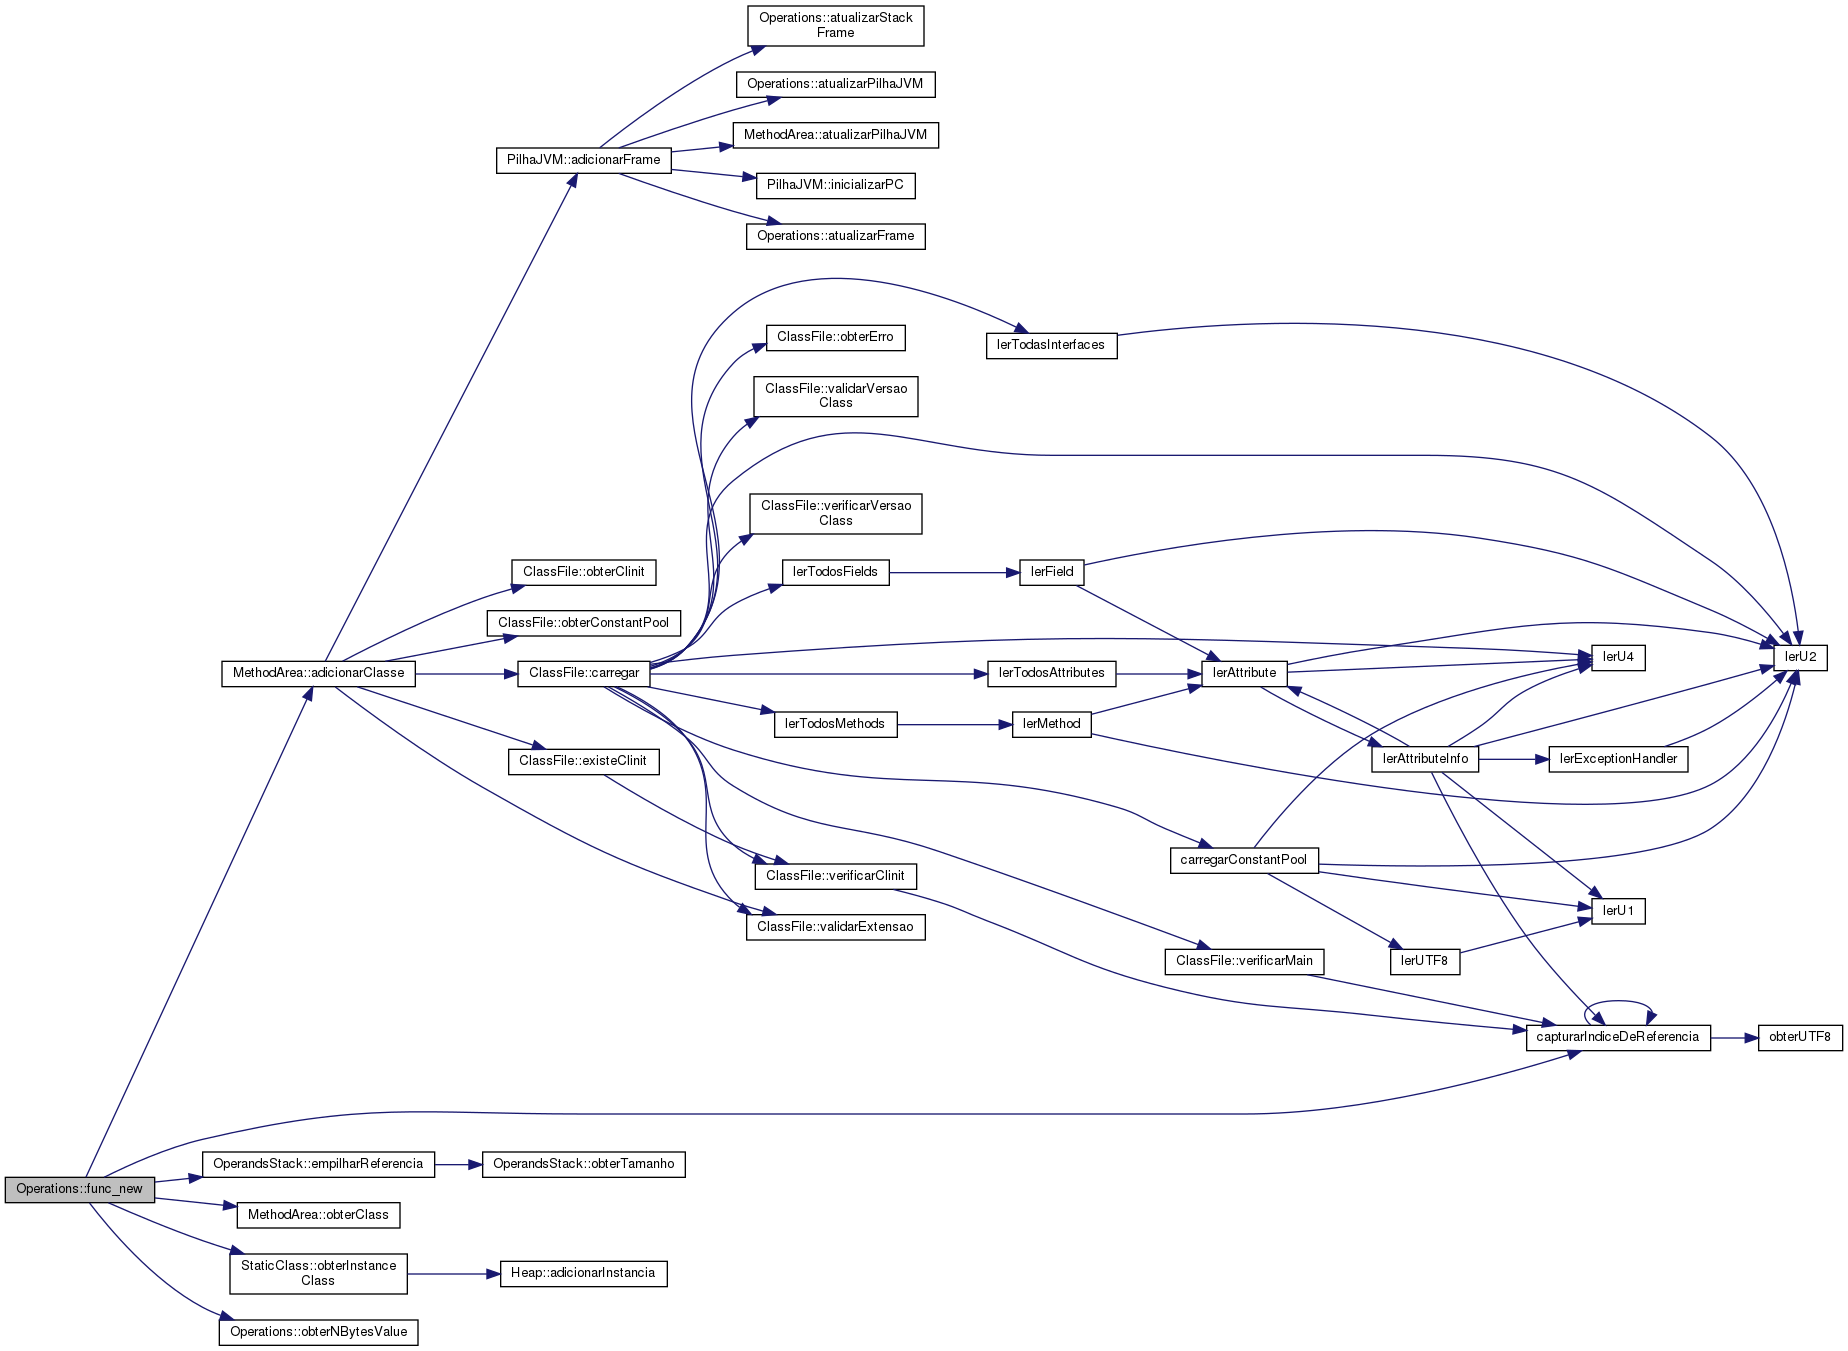 Operations::atualizarStack
Frame
Operations::atualizarPilhaJVM
MethodArea::atualizarPilhaJVM
PilhaJVM::adicionarFrame
PilhaJVM::inicializarPC
Operations::atualizarFrame
ClassFile::obterErro
lerTodasInterfaces
ClassFile::validarVersao
Class
ClassFile::verificarVersao
Class
ClassFile::obterClinit
lerTodosFields
lerField
ClassFile::obterConstantPool
MethodArea::adicionarClasse
ClassFile::carregar
lerTodosAttributes
lerAttribute
lerU4
lerU2
lerTodosMethods
lerMethod
ClassFile::existeClinit
lerAttributeInfo
lerExceptionHandler
carregarConstantPool
ClassFile::verificarClinit
lerU1
ClassFile::validarExtensao
ClassFile::verificarMain
lerUTF8
capturarIndiceDeReferencia
obterUTF8
OperandsStack::empilharReferencia
OperandsStack::obterTamanho
Operations::func_new
MethodArea::obterClass
StaticClass::obterInstance
Class
Heap::adicionarInstancia
Operations::obterNBytesValue